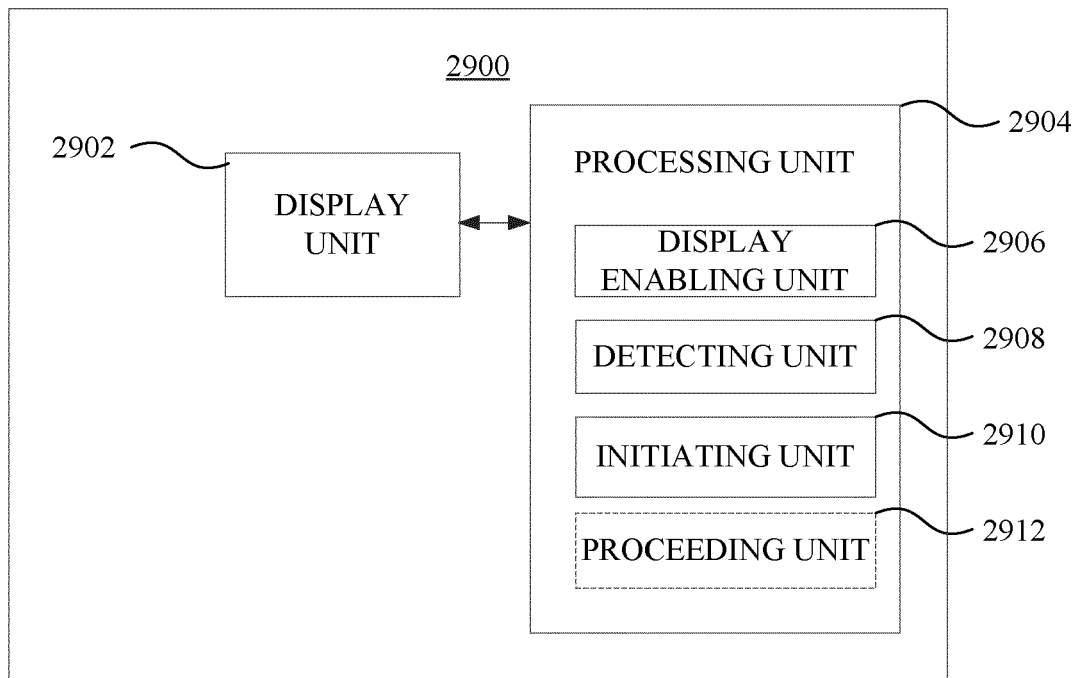 2900
2904
2902
PROCESSING UNIT
DISPLAY
UNIT
2906
DISPLAY
ENABLING UNIT
2908
DETECTING UNIT
2910
INITIATING UNIT
2912
PROCEEDING UNIT